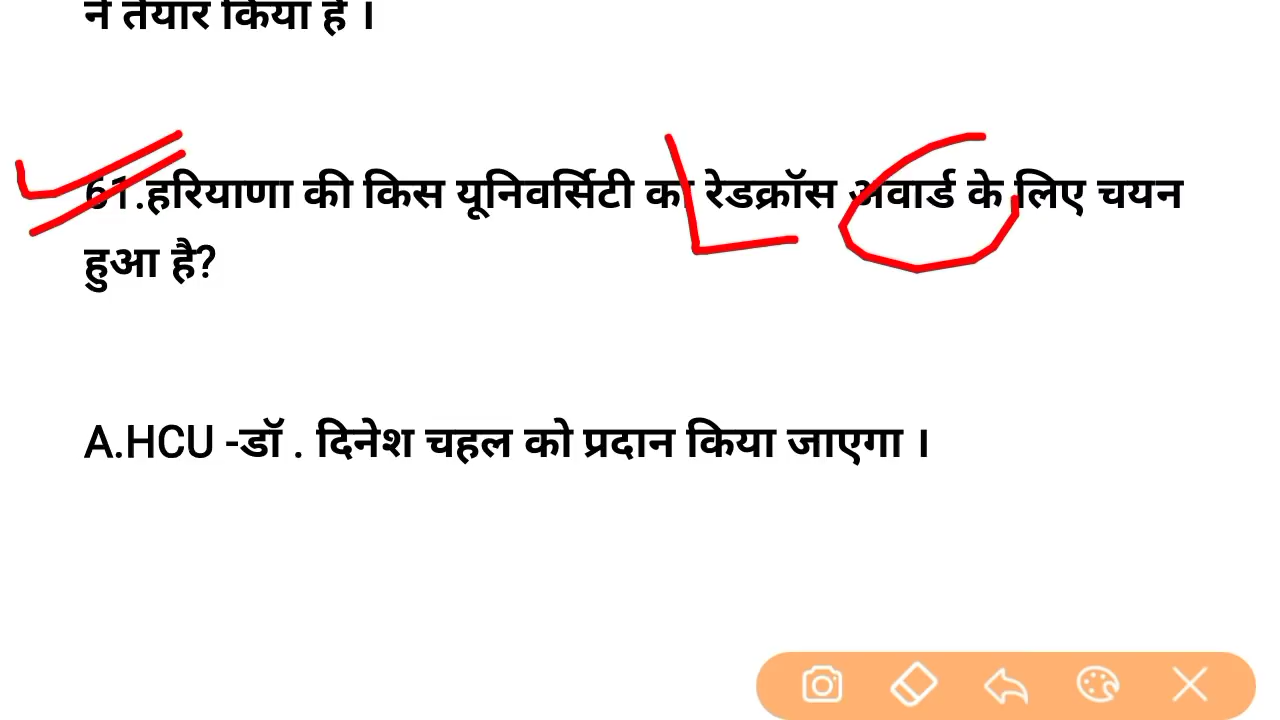 ने तैयार किया है ।
61.हरियाणा की किस यूनिवर्सिटी का रेडक्रॉस अवार्ड के लिए चयन
हुआ है?
A.HCU -डॉ . दिनेश चहल को प्रदान किया जाएगा ।